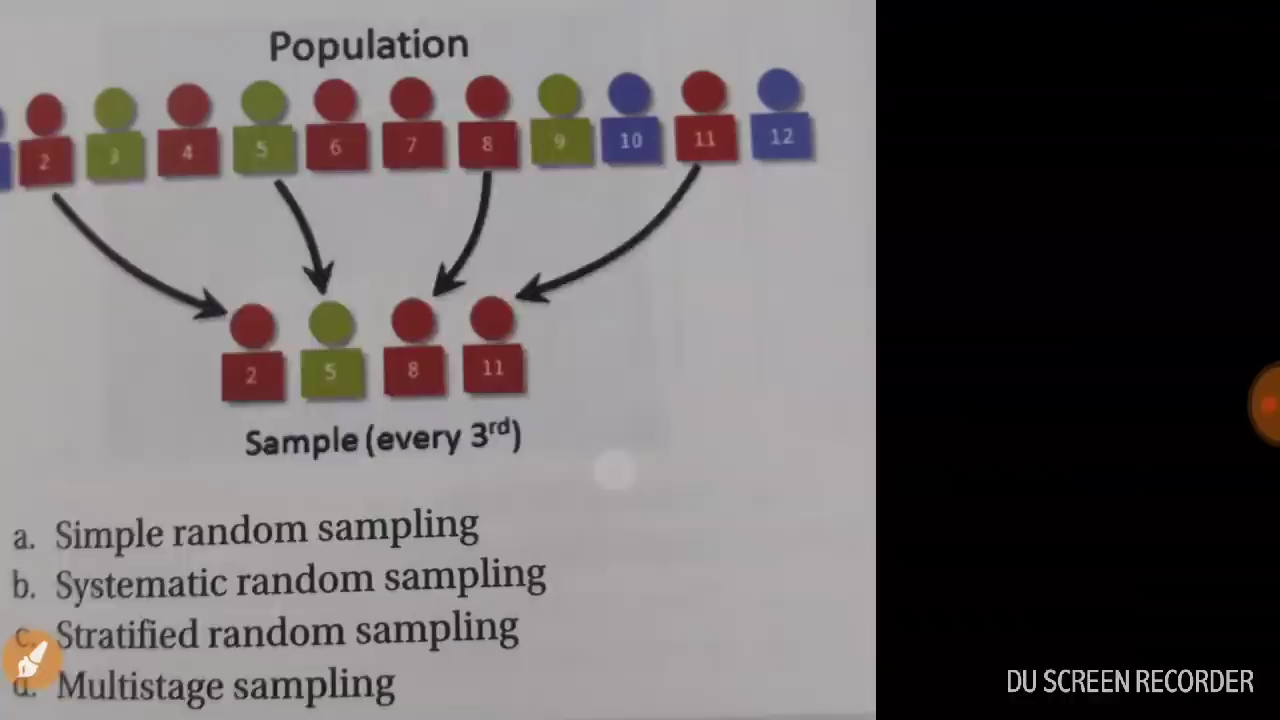 Population
2 3 4 5 6 7 8 9 10 11 12
2 5 8 11
Sample (every 3rd)
a. Simple random sampling
b. Systematic random sampling
c. Stratified random sampling
d. Multistage sampling
DU SCREEN RECORDER